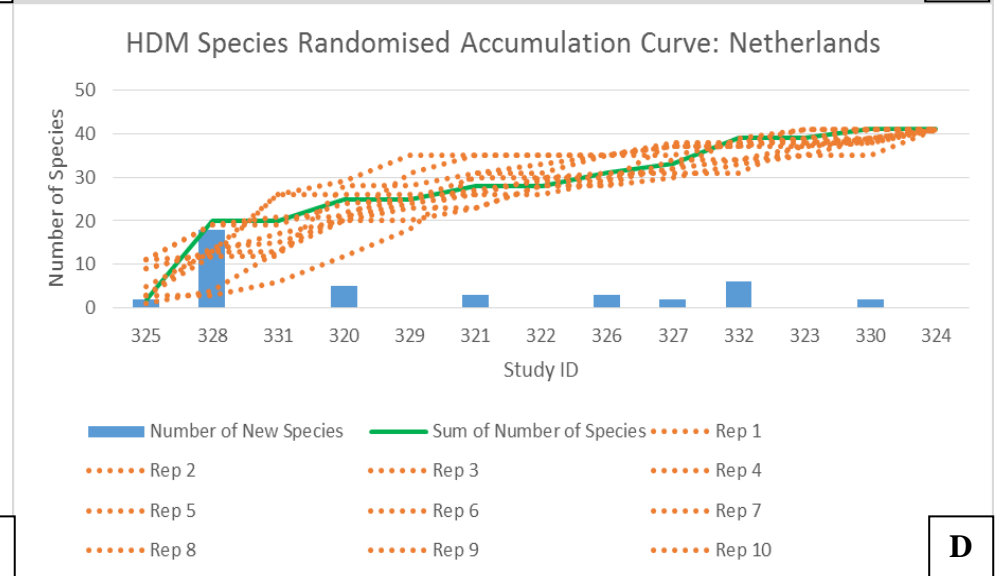 HDM Species Randomised Accumulation Curve: Netherlands
Number of Species
50
40
30
20
10
0
325 328 331 320 329 321 322 326 327 332 323 330 324
Study ID
Number of New Species Sum of Number of Species Rep 1
Rep 2 Rep 3 Rep 4
Rep 5 Rep 6 Rep 7
Rep 8 Rep 9 Rep 10
D